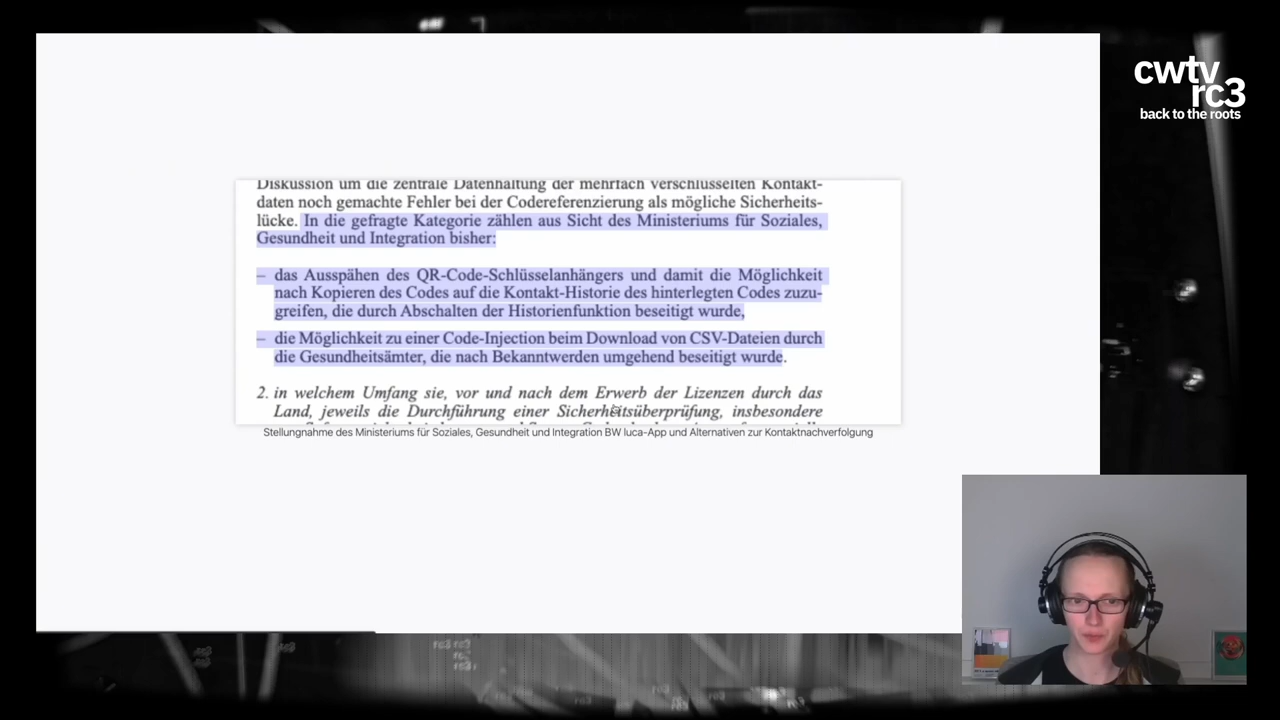 cwtv
rc3
back to the roots
Diskussion um die zentrale Datenhaltung der mehrfach verschlüsselten Kontakt-
daten noch gemachte Fehler bei der Codereferenzierung als mögliche Sicherheits-
lücke. In die gefragte Kategorie zählen aus Sicht des Ministeriums für Soziales,
Gesundheit und Integration bisher:
– das Ausspähen des QR-Code-Schlüsselanhängers und damit die Möglichkeit
nach Kopieren des Codes auf die Kontakt-Historie des hinterlegten Codes zuzu-
greifen, die durch Abschalten der Historienfunktion beseitigt wurde,
– die Möglichkeit zu einer Code-Injection beim Download von CSV-Dateien durch
die Gesundheitsämter, die nach Bekanntwerden umgehend beseitigt wurde.
2. in welchem Umfang sie, vor und nach dem Erwerb der Lizenzen durch das
Land, jeweils die Durchführung einer Sicherheitsüberprüfung, insbesondere
Stellungnahme des Ministeriums für Soziales, Gesundheit und Integration BW luca-App und Alternativen zur Kontaktnachverfolgung
rc3 rc3